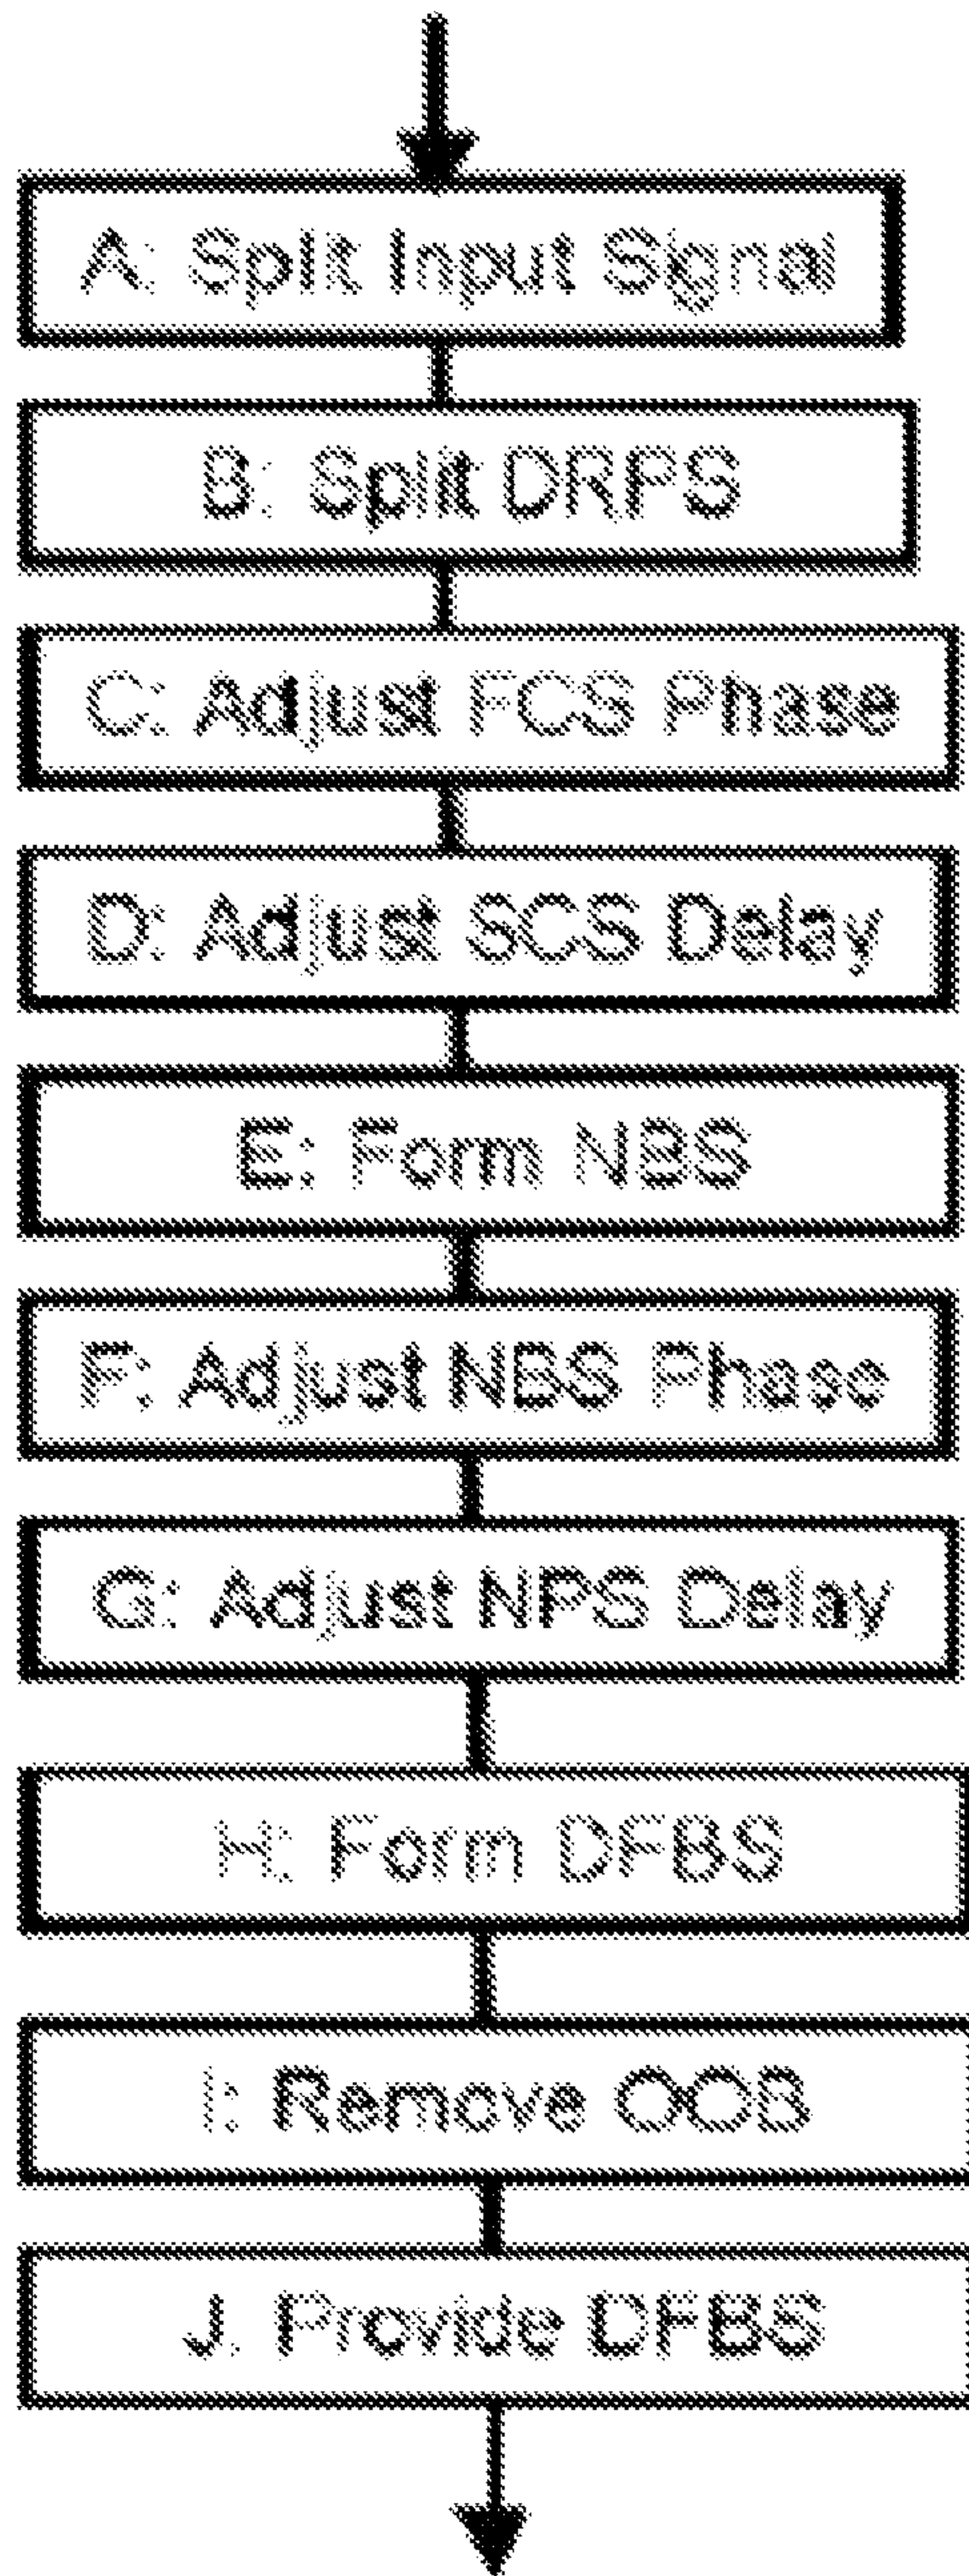 A: Split Input Signal
B: Split DRPS
C: Adjust FCS Phase
D: Adjust SCS Delay
E: Form NBS
F: Adjust NBS Phase
G: Adjust NPS Delay
H: Form DFBS
I: Remove OOB
J: Provide DFBS